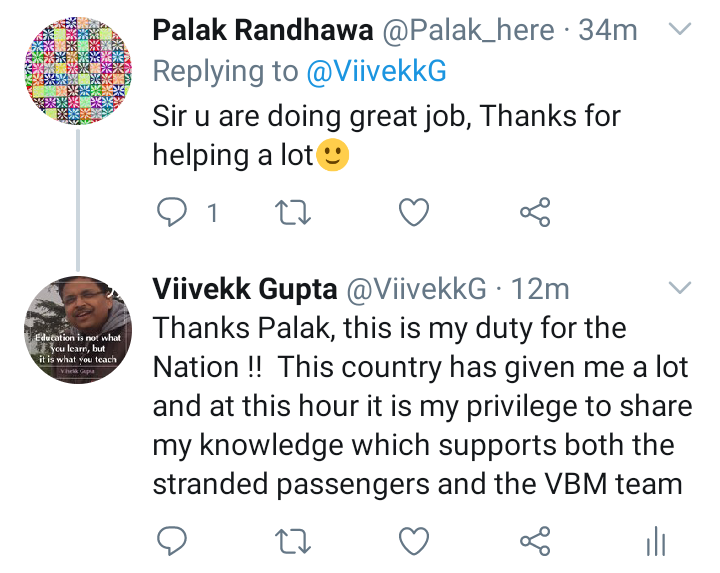 Palak Randhawa @Palak_here · 34m
Replying to @ViivekkG
Sir u are doing great job, Thanks for
helping a lot🙂
1
Viivekk Gupta @ViivekkG · 12m
Education is not what
you learn, but
it is what you teach
Viivekk Gupta
Thanks Palak, this is my duty for the
Nation !!  This country has given me a lot
and at this hour it is my privilege to share
my knowledge which supports both the
stranded passengers and the VBM team